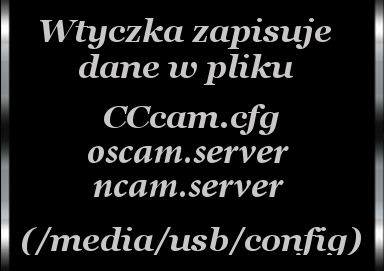 Wtyczka zapisuje
dane w pliku
CCcam.cfg
oscam.server
ncam.server
(/media/usb/config)